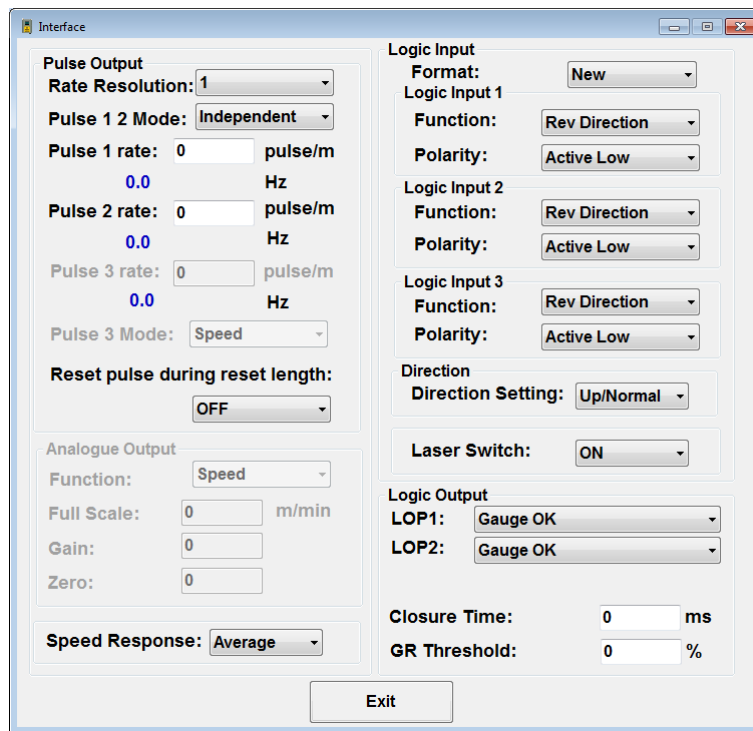 Interface
Pulse Output
Rate Resolution: 1
Pulse 1 2 Mode: Independent
Pulse 1 rate: 0 pulse/m
0.0 Hz
Pulse 2 rate: 0 pulse/m
0.0 Hz
Pulse 3 rate: 0 pulse/m
0.0 Hz
Pulse 3 Mode: Speed
Reset pulse during reset length:
OFF
Analogue Output
Function: Speed
Full Scale: 0 m/min
Gain: 0
Zero: 0
Speed Response: Average
Logic Input
Format: New
Logic Input 1
Function: Rev Direction
Polarity: Active Low
Logic Input 2
Function: Rev Direction
Polarity: Active Low
Logic Input 3
Function: Rev Direction
Polarity: Active Low
Direction
Direction Setting: Up/Normal
Laser Switch: ON
Logic Output
LOP1: Gauge OK
LOP2: Gauge OK
Closure Time: 0 ms
GR Threshold: 0 %
Exit